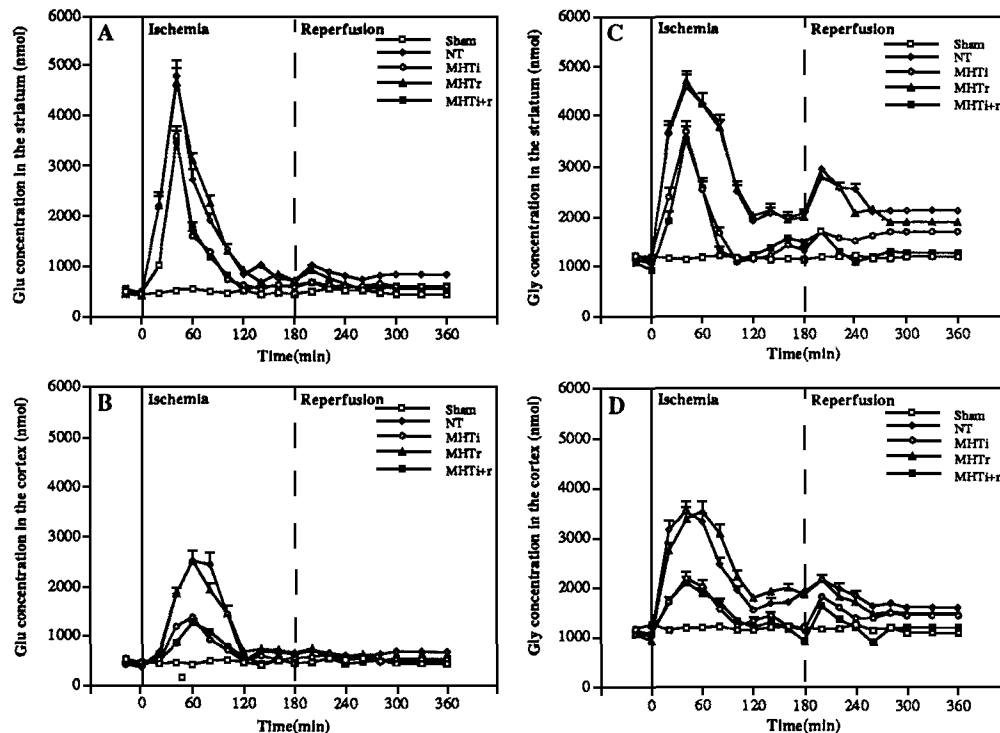 A
Ischemia
Reperfusion
Sham
NT
MHTi
MHTr
MHTi+r
Glu concentration in the striatum (nmol)
6000
5000
4000
3000
2000
1000
0
0 60 120 180 240 300 360
Time(min)
C
Ischemia
Reperfusion
Sham
NT
MHTi
MHTr
MHTi+r
Gly concentration in the striatum (nmol)
6000
5000
4000
3000
2000
1000
0
0 60 120 180 240 300 360
Time(min)
B
Ischemia
Reperfusion
Sham
NT
MHTi
MHTr
MHTi+r
Glu concentration in the cortex (nmol)
6000
5000
4000
3000
2000
1000
0
0 60 120 180 240 300 360
Time(min)
D
Ischemia
Reperfusion
Sham
NT
MHTi
MHTr
MHTi+r
Gly concentration in the cortex (nmol)
6000
5000
4000
3000
2000
1000
0
0 60 120 180 240 300 360
Time(min)